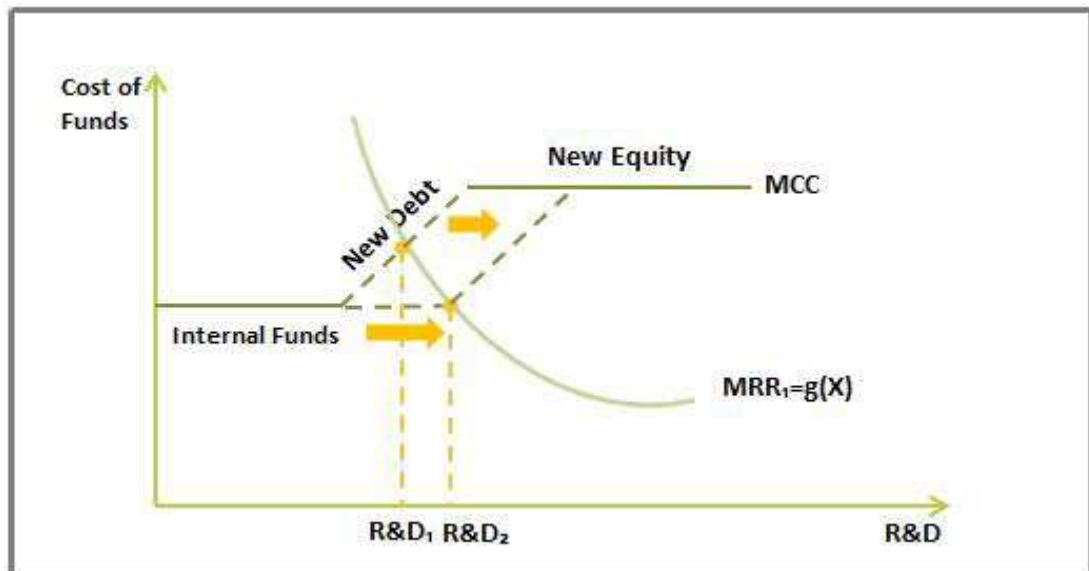 Cost of
Funds
New Equity
MCC
New Debt
Internal Funds
MRR₁=g(X)
R&D₁
R&D₂
R&D